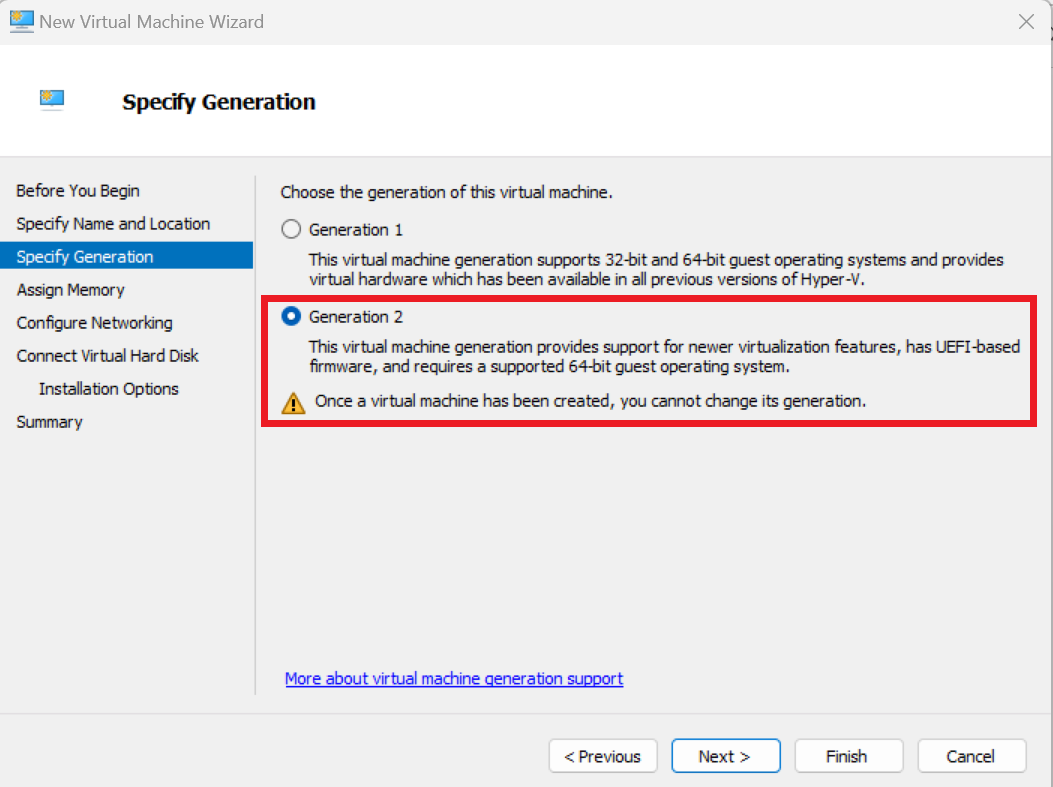 New Virtual Machine Wizard
Specify Generation
Before You Begin
Specify Name and Location
Specify Generation
Assign Memory
Configure Networking
Connect Virtual Hard Disk
Installation Options
Summary
Choose the generation of this virtual machine.
Generation 1
This virtual machine generation supports 32-bit and 64-bit guest operating systems and provides
virtual hardware which has been available in all previous versions of Hyper-V.
Generation 2
This virtual machine generation provides support for newer virtualization features, has UEFI-based
firmware, and requires a supported 64-bit guest operating system.
Once a virtual machine has been created, you cannot change its generation.
More about virtual machine generation support
< Previous
Next >
Finish
Cancel